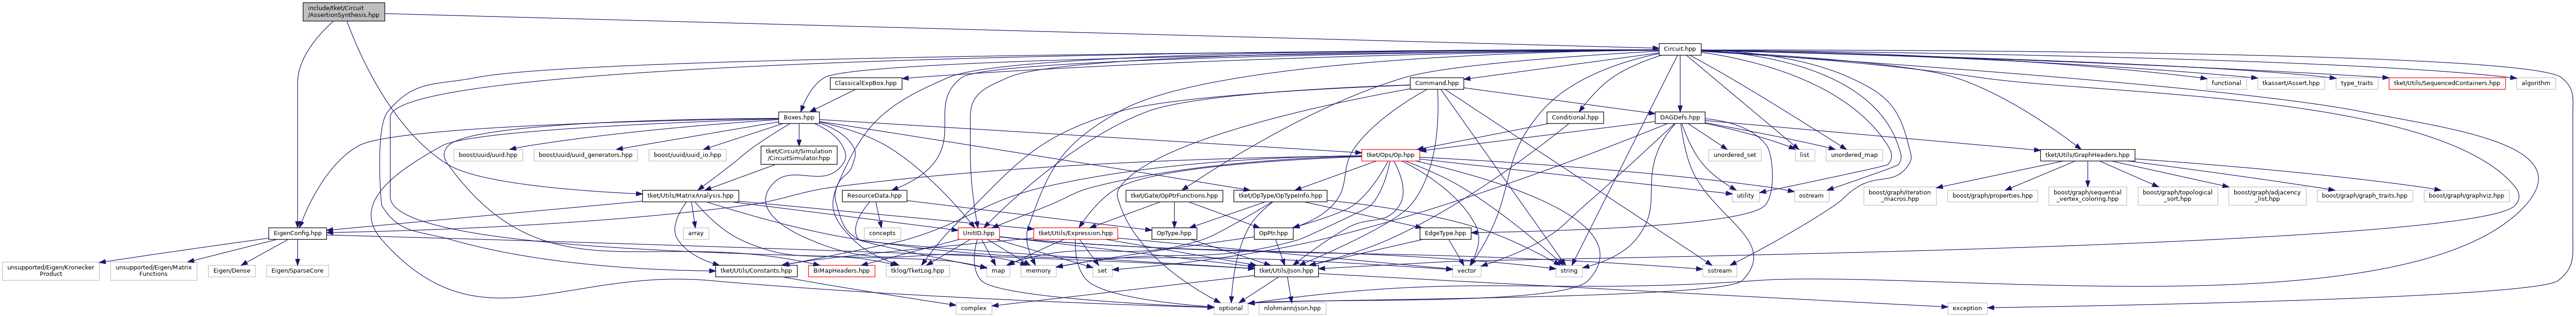 include/tket/Circuit
/AssertionSynthesis.hpp
Circuit.hpp
ClassicalExpBox.hpp
Command.hpp
functional
tkassert/Assert.hpp
type_traits
tket/Utils/SequencedContainers.hpp
algorithm
Boxes.hpp
Conditional.hpp
DAGDefs.hpp
boost/uuid/uuid.hpp
boost/uuid/uuid_generators.hpp
boost/uuid/uuid_io.hpp
tket/Circuit/Simulation
/CircuitSimulator.hpp
tket/Ops/Op.hpp
unordered_set
list
unordered_map
tket/Utils/GraphHeaders.hpp
tket/Utils/MatrixAnalysis.hpp
ResourceData.hpp
tket/Gate/OpPtrFunctions.hpp
tket/OpType/OpTypeInfo.hpp
utility
ostream
boost/graph/iteration
_macros.hpp
boost/graph/properties.hpp
boost/graph/sequential
_vertex_coloring.hpp
boost/graph/topological
_sort.hpp
boost/graph/adjacency
_list.hpp
boost/graph/graph_traits.hpp
boost/graph/graphviz.hpp
EigenConfig.hpp
array
concepts
UnitID.hpp
tket/Utils/Expression.hpp
OpType.hpp
OpPtr.hpp
EdgeType.hpp
unsupported/Eigen/Kronecker
Product
unsupported/Eigen/Matrix
Functions
Eigen/Dense
Eigen/SparseCore
tket/Utils/Constants.hpp
BiMapHeaders.hpp
tklog/TketLog.hpp
map
memory
set
tket/Utils/Json.hpp
vector
string
sstream
complex
optional
nlohmann/json.hpp
exception